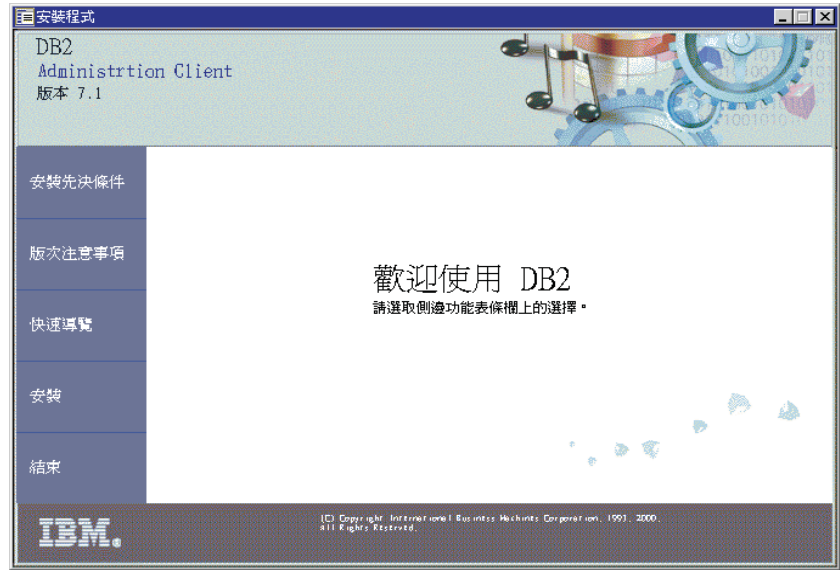 安裝程式
DB2
Administrtion Client
版本 7.1
安裝先決條件
版次注意事項
快速導覽
安裝
結束
歡迎使用 DB2
請選取側邊功能表條欄上的選擇。
IBM.
(C) Copyright International Business Machines Corporation, 1993, 2000.
All Rights Reserved.